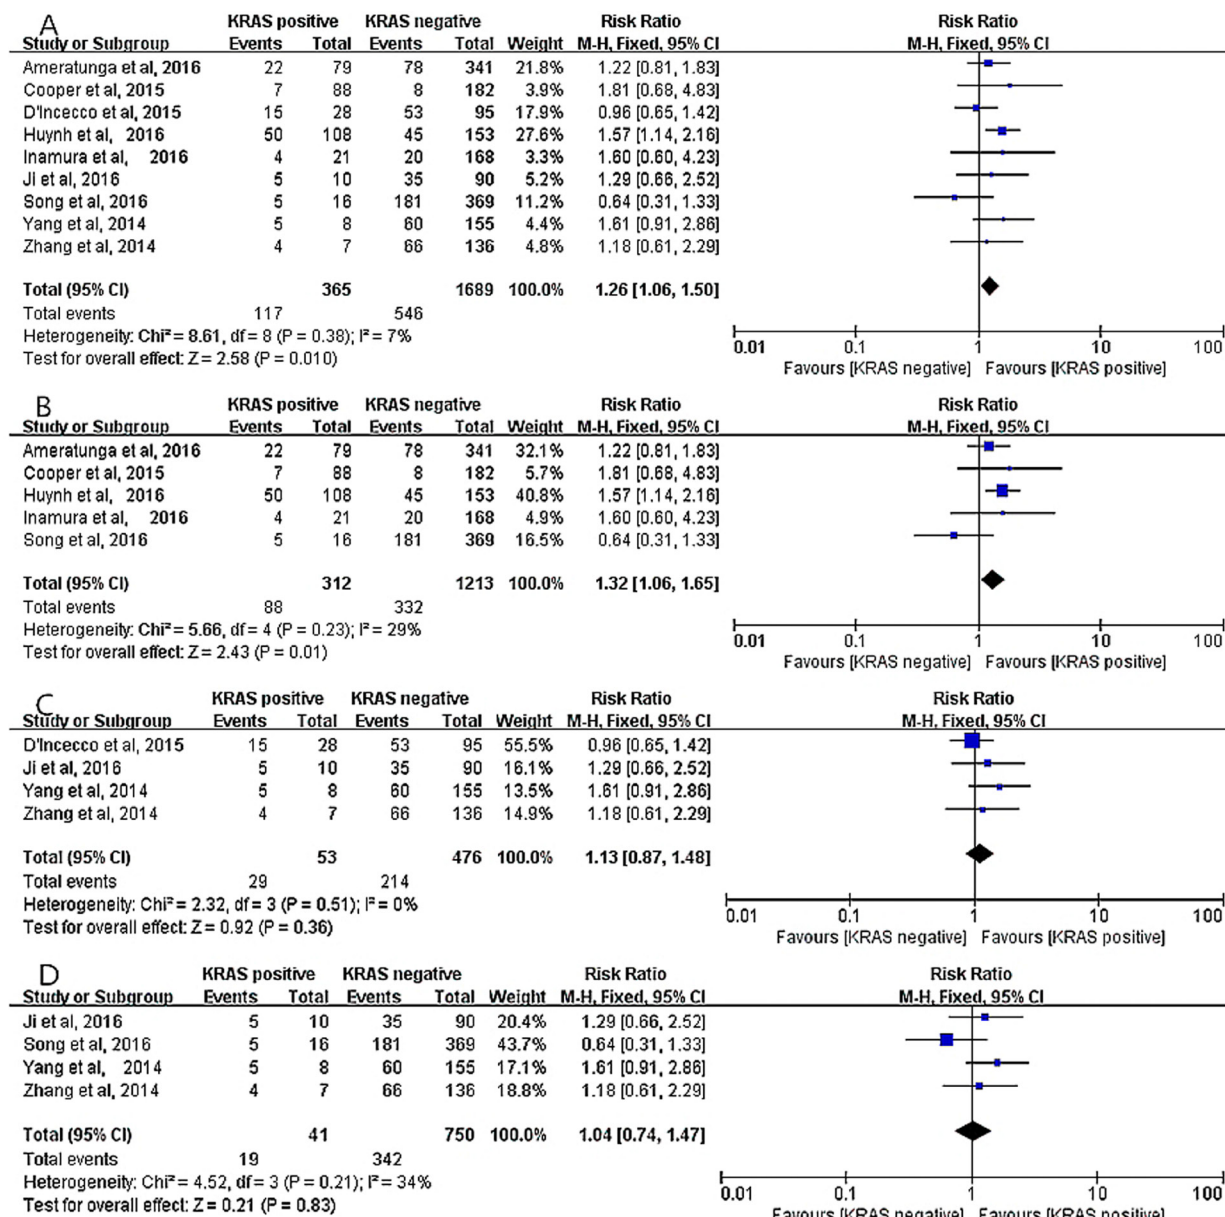 A
KRAS positive KRAS negative Risk Ratio Risk Ratio
Study or Subgroup Events Total Events Total Weight M-H, Fixed, 95% CI M-H, Fixed, 95% CI
Ameratunga et al, 2016 22 79 78 341 21.8% 1.22 [0.81, 1.83]
Cooper et al, 2015 7 88 8 182 3.9% 1.81 [0.68, 4.83]
D'Incecco et al, 2015 15 28 53 95 17.9% 0.96 [0.65, 1.42]
Huynh et al, 2016 50 108 45 153 27.6% 1.57 [1.14, 2.16]
Inamura et al, 2016 4 21 20 168 3.3% 1.60 [0.60, 4.23]
Ji et al, 2016 5 10 35 90 5.2% 1.29 [0.66, 2.52]
Song et al, 2016 5 16 181 369 11.2% 0.64 [0.31, 1.33]
Yang et al, 2014 5 8 60 155 4.4% 1.61 [0.91, 2.86]
Zhang et al, 2014 4 7 66 136 4.8% 1.18 [0.61, 2.29]
Total (95% CI) 365 1689 100.0% 1.26 [1.06, 1.50]
Total events 117 546
Heterogeneity: Chi² = 8.61, df = 8 (P = 0.38); I² = 7%
Test for overall effect: Z = 2.58 (P = 0.010)
0.01 0.1 1 10 100
Favours [KRAS negative] Favours [KRAS positive]
B
KRAS positive KRAS negative Risk Ratio Risk Ratio
Study or Subgroup Events Total Events Total Weight M-H, Fixed, 95% CI M-H, Fixed, 95% CI
Ameratunga et al, 2016 22 79 78 341 32.1% 1.22 [0.81, 1.83]
Cooper et al, 2015 7 88 8 182 5.7% 1.81 [0.68, 4.83]
Huynh et al, 2016 50 108 45 153 40.8% 1.57 [1.14, 2.16]
Inamura et al, 2016 4 21 20 168 4.9% 1.60 [0.60, 4.23]
Song et al, 2016 5 16 181 369 16.5% 0.64 [0.31, 1.33]
Total (95% CI) 312 1213 100.0% 1.32 [1.06, 1.65]
Total events 88 332
Heterogeneity: Chi² = 5.66, df = 4 (P = 0.23); I² = 29%
Test for overall effect: Z = 2.43 (P = 0.01)
0.01 0.1 1 10 100
Favours [KRAS negative] Favours [KRAS positive]
C
KRAS positive KRAS negative Risk Ratio Risk Ratio
Study or Subgroup Events Total Events Total Weight M-H, Fixed, 95% CI M-H, Fixed, 95% CI
D'Incecco et al, 2015 15 28 53 95 55.5% 0.96 [0.65, 1.42]
Ji et al, 2016 5 10 35 90 16.1% 1.29 [0.66, 2.52]
Yang et al, 2014 5 8 60 155 13.5% 1.61 [0.91, 2.86]
Zhang et al, 2014 4 7 66 136 14.9% 1.18 [0.61, 2.29]
Total (95% CI) 53 476 100.0% 1.13 [0.87, 1.48]
Total events 29 214
Heterogeneity: Chi² = 2.32, df = 3 (P = 0.51); I² = 0%
Test for overall effect: Z = 0.92 (P = 0.36)
0.01 0.1 1 10 100
Favours [KRAS negative] Favours [KRAS positive]
D
KRAS positive KRAS negative Risk Ratio Risk Ratio
Study or Subgroup Events Total Events Total Weight M-H, Fixed, 95% CI M-H, Fixed, 95% CI
Ji et al, 2016 5 10 35 90 20.4% 1.29 [0.66, 2.52]
Song et al, 2016 5 16 181 369 43.7% 0.64 [0.31, 1.33]
Yang et al, 2014 5 8 60 155 17.1% 1.61 [0.91, 2.86]
Zhang et al, 2014 4 7 66 136 18.8% 1.18 [0.61, 2.29]
Total (95% CI) 41 750 100.0% 1.04 [0.74, 1.47]
Total events 19 342
Heterogeneity: Chi² = 4.52, df = 3 (P = 0.21); I² = 34%
Test for overall effect: Z = 0.21 (P = 0.83)
0.01 0.1 1 10 100
Favours [KRAS negative] Favours [KRAS positive]